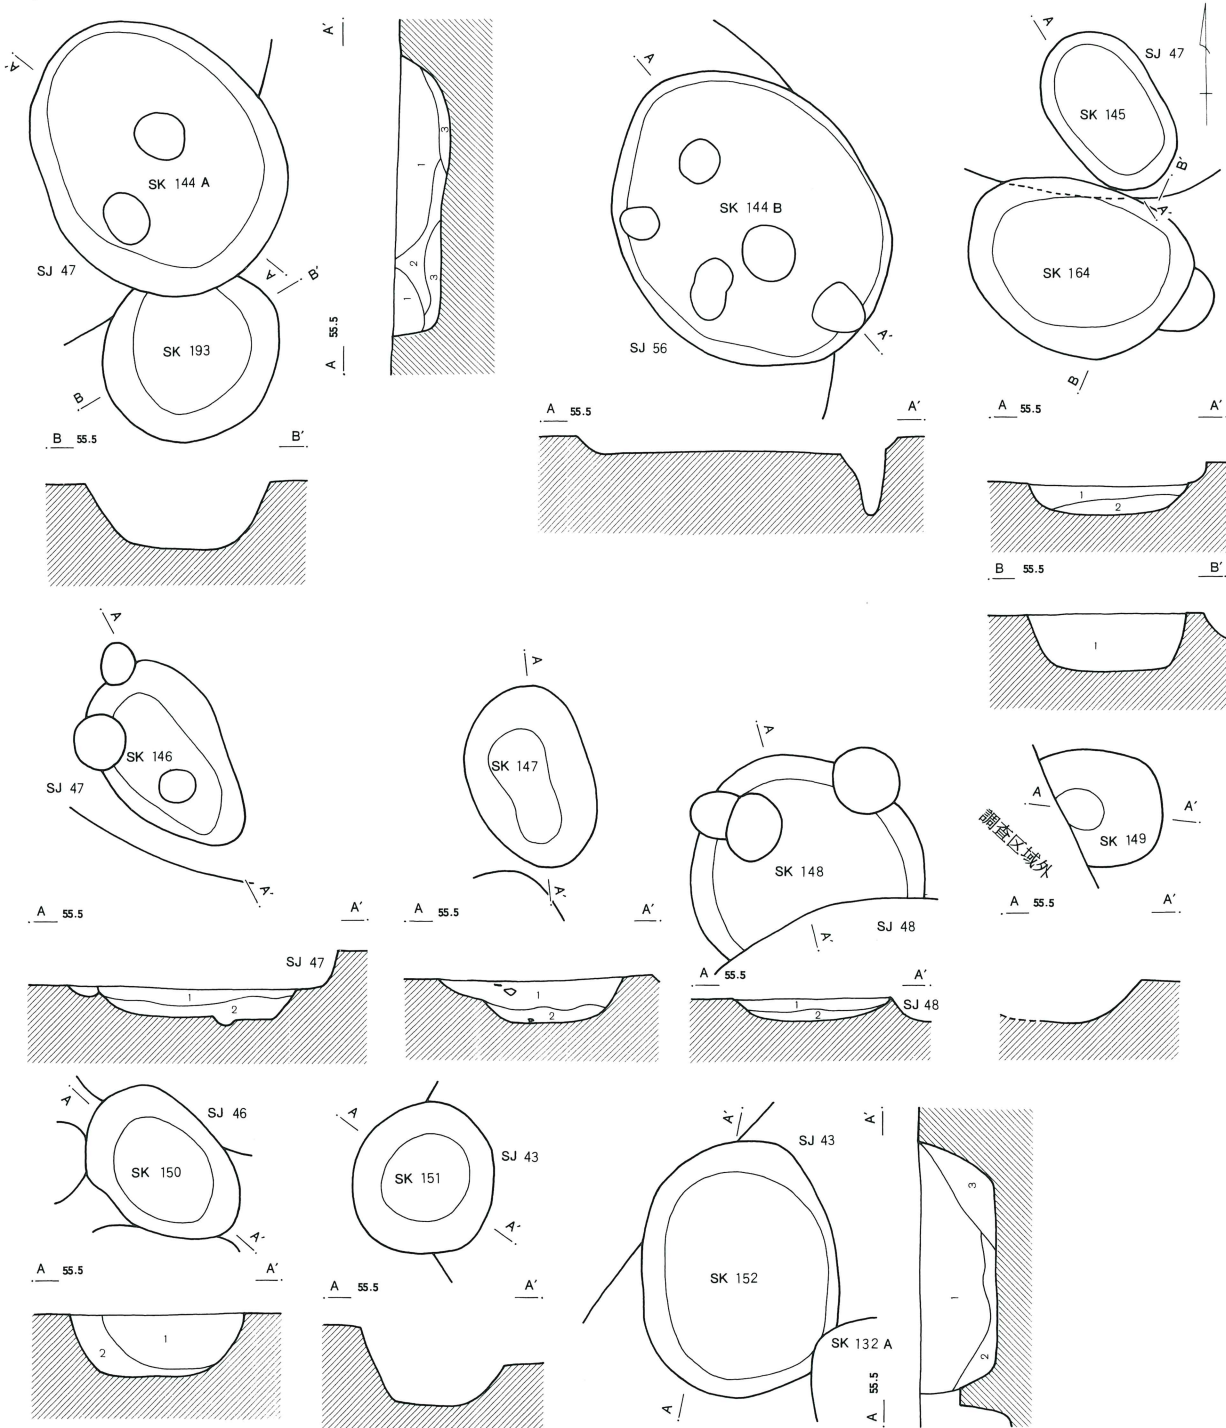 A'
SK 144 A
SJ 47
A
B'
SK 193
B
A'
1
3
2
3
1
A 55.5
A
SK 144 B
SJ 56
A'
A
SJ 47
SK 145
B'
A'
SK 164
B
B 55.5 B'
A 55.5 A'
A 55.5 A'
1
2
B 55.5 B'
1
A
SK 146
SJ 47
A'
A
SK 147
A'
A
SK 148
SJ 48
A'
A A'
SK 149
調査区域外
A 55.5 A'
SJ 47
1
2
A 55.5 A'
1
2
A 55.5 A'
1
2
SJ 48
A 55.5 A'
A
SJ 46
SK 150
A'
A
SJ 43
SK 151
A'
A'
SJ 43
SK 152
SK 132 A
A
A'
3
1
2
A 55.5
A 55.5 A'
1
2
A 55.5 A'